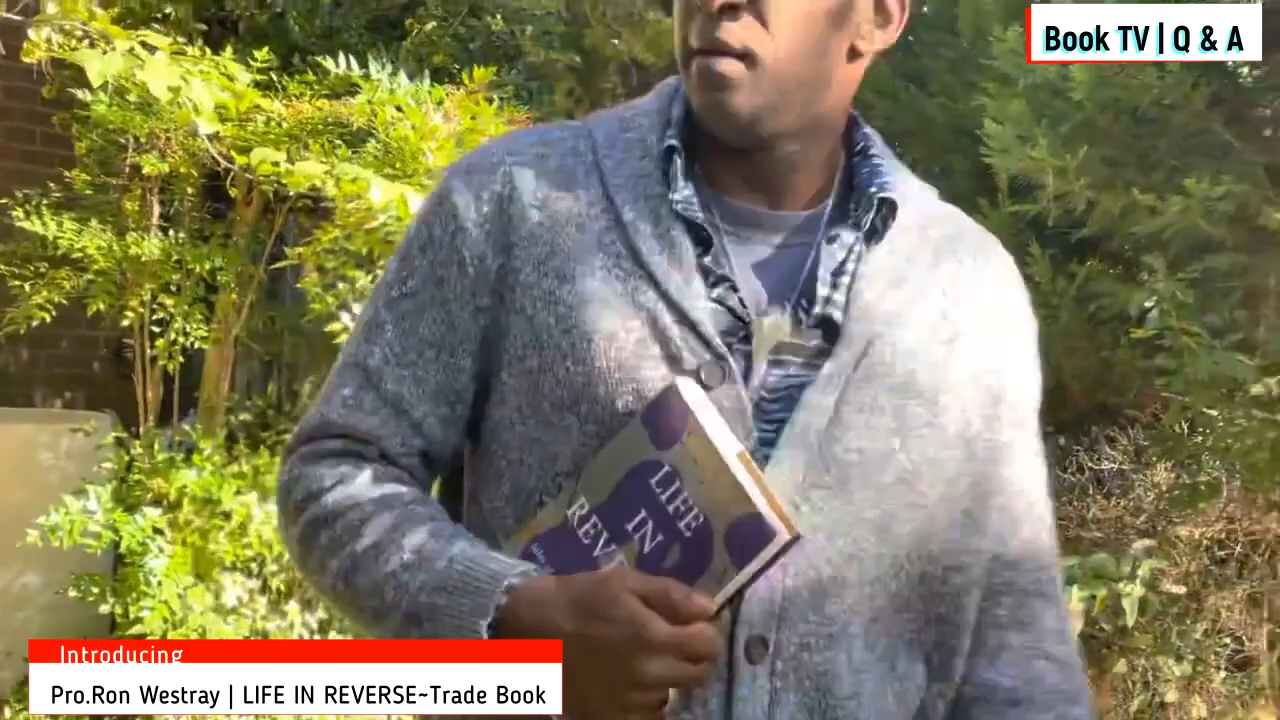 Book TV | Q & A
LIFE
IN
REV
Introducing
Pro.Ron Westray | LIFE IN REVERSE~Trade Book